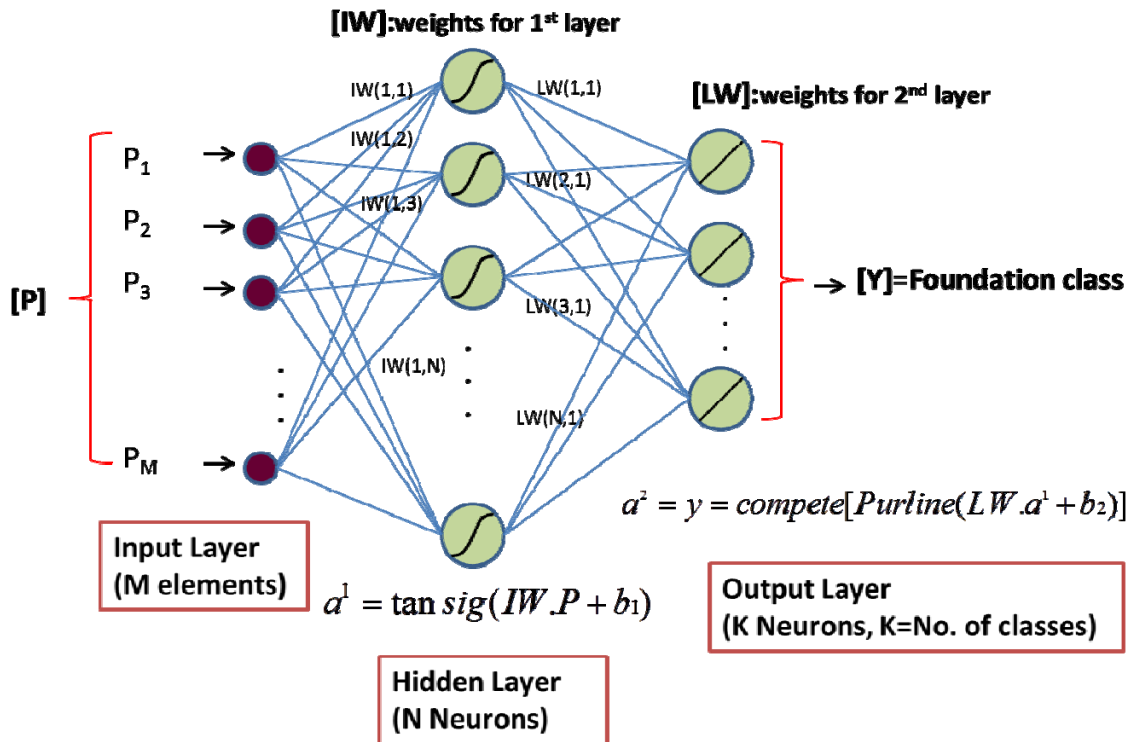 [IW]:weights for 1st layer
IW(1,1)
LW(1,1)
[LW]:weights for 2nd layer
IW(1,2)
P1
P2
P3
[P]
IW(1,3)
LW(2,1)
[Y]=Foundation class
LW(3,1)
IW(1,N)
LW(N,1)
PM
a² = y = compete[Purline(LW.a¹ + b₂)]
Input Layer
(M elements)
a¹ = tan sig(IW.P + b₁)
Output Layer
(K Neurons, K=No. of classes)
Hidden Layer
(N Neurons)